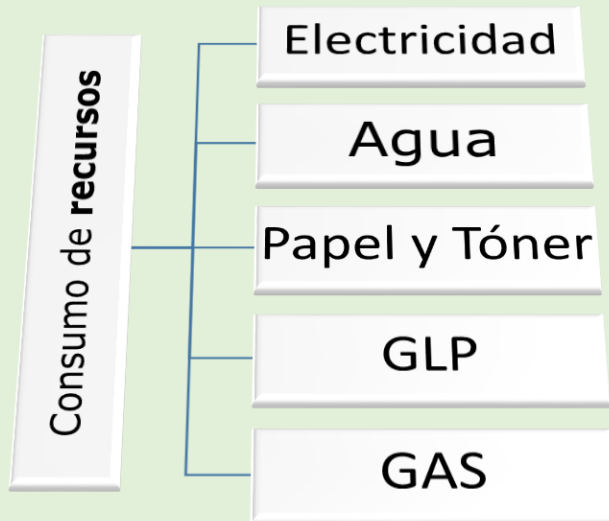 Consumo de recursos
Electricidad
Agua
Papel y Tóner
GLP
GAS